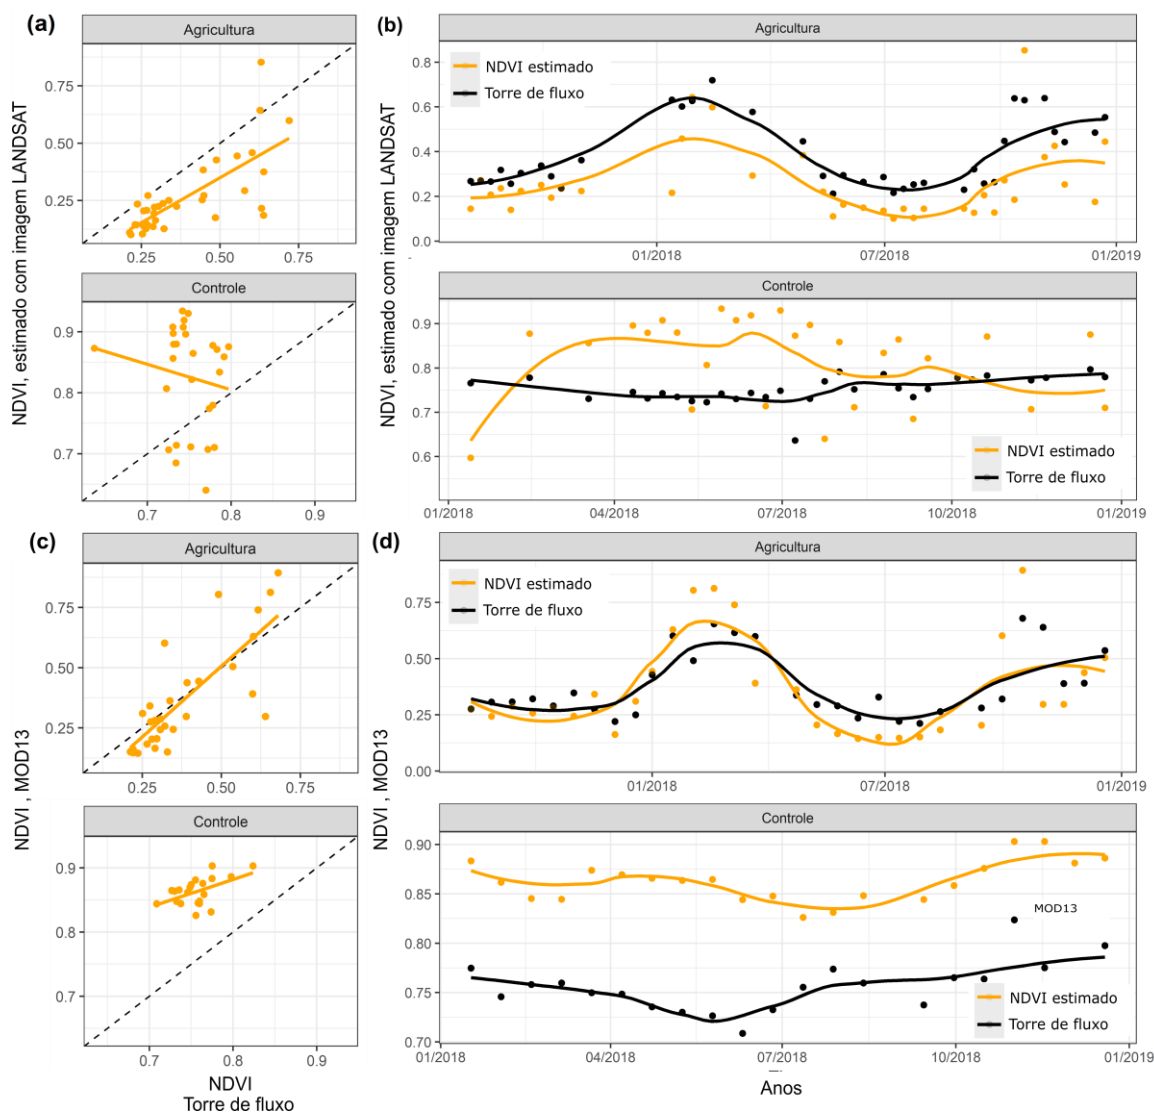 (a)
Agricultura
0.75
0.50
0.25
0.25
0.50
0.75
NDVI, estimado com imagem LANDSAT
Controle
0.9
0.8
0.7
0.7
0.8
0.9
(b)
Agricultura
NDVI estimado
Torre de fluxo
0.8
0.6
0.4
0.2
0.0
01/2018
07/2018
01/2019
NDVI, estimado com imagem LANDSAT
Controle
0.9
0.8
0.7
0.6
NDVI estimado
Torre de fluxo
01/2018
04/2018
07/2018
10/2018
01/2019
(c)
Agricultura
0.75
0.50
0.25
0.25
0.50
0.75
NDVI , MOD13
Controle
0.9
0.8
0.7
0.7
0.8
0.9
NDVI
Torre de fluxo
(d)
Agricultura
NDVI estimado
Torre de fluxo
0.75
0.50
0.25
0.00
01/2018
07/2018
01/2019
NDVI , MOD13
Controle
0.90
0.85
0.80
0.75
0.70
MOD13
NDVI estimado
Torre de fluxo
01/2018
04/2018
07/2018
10/2018
01/2019
Anos